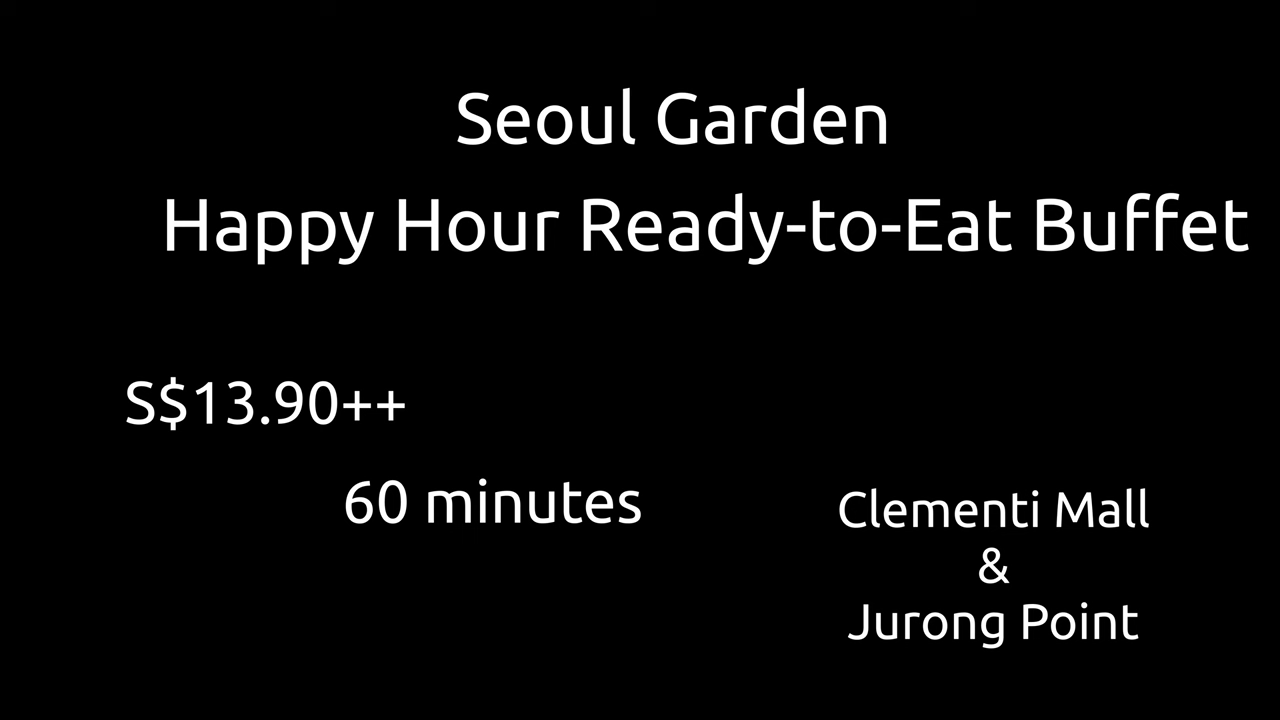 Seoul Garden
Happy Hour Ready-to-Eat Buffet
S$13.90++
60 minutes
Clementi Mall
&
Jurong Point